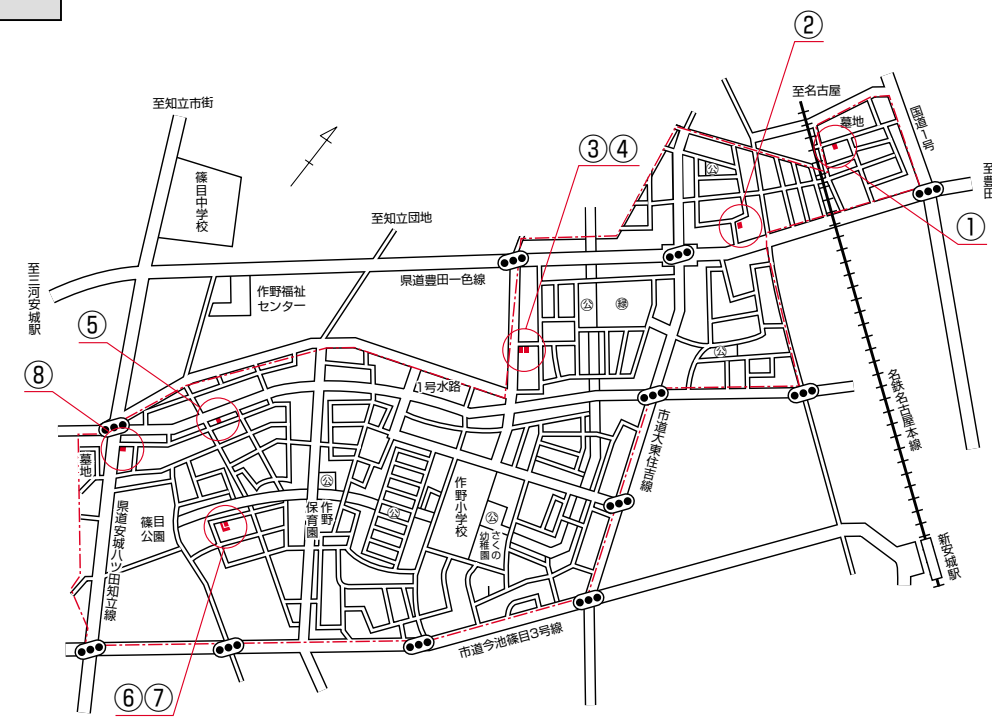 ②
至知立市街
至名古屋
墓地
国道1号
③④
至豊田
①
篠目中学校
公
至知立団地
県道豊田一色線
至三河安城駅
作野福祉
センター
公
緑
⑤
公
⑧
1号水路
名鉄名古屋本線
市道大東住吉線
墓地
県道安城八ツ田知立線
篠目
公園
公
作野
保育園
公
作野小学校
公
さくの
幼稚園
新安城駅
市道今池篠目3号線
⑥⑦